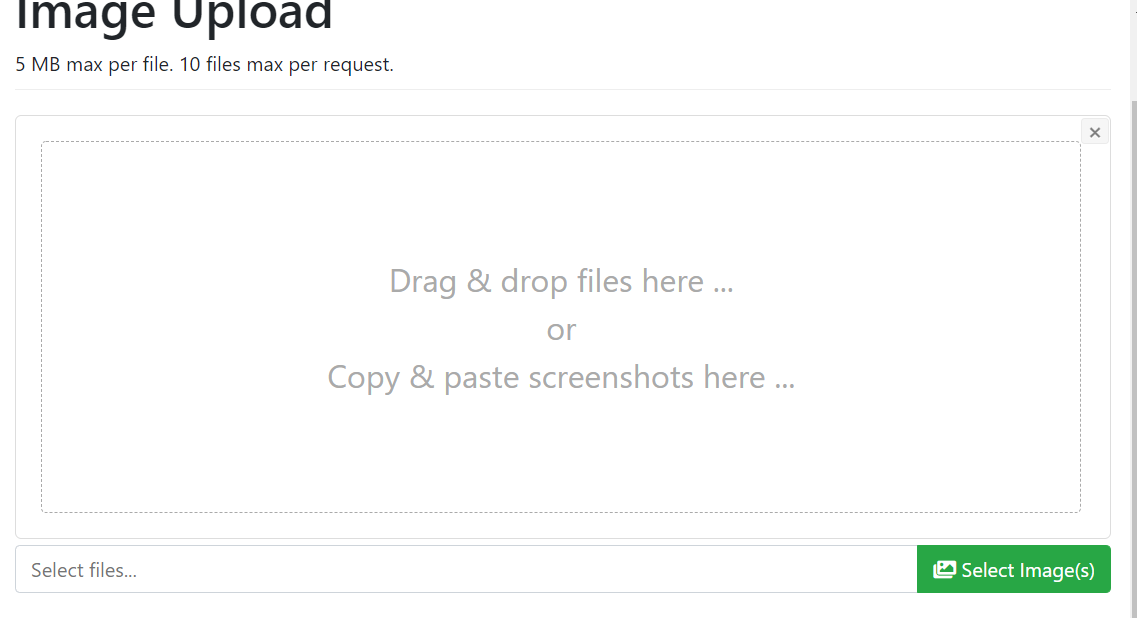 Image Upload
5 MB max per file. 10 files max per request.
Drag & drop files here ...
or
Copy & paste screenshots here ...
Select files...
Select Image(s)